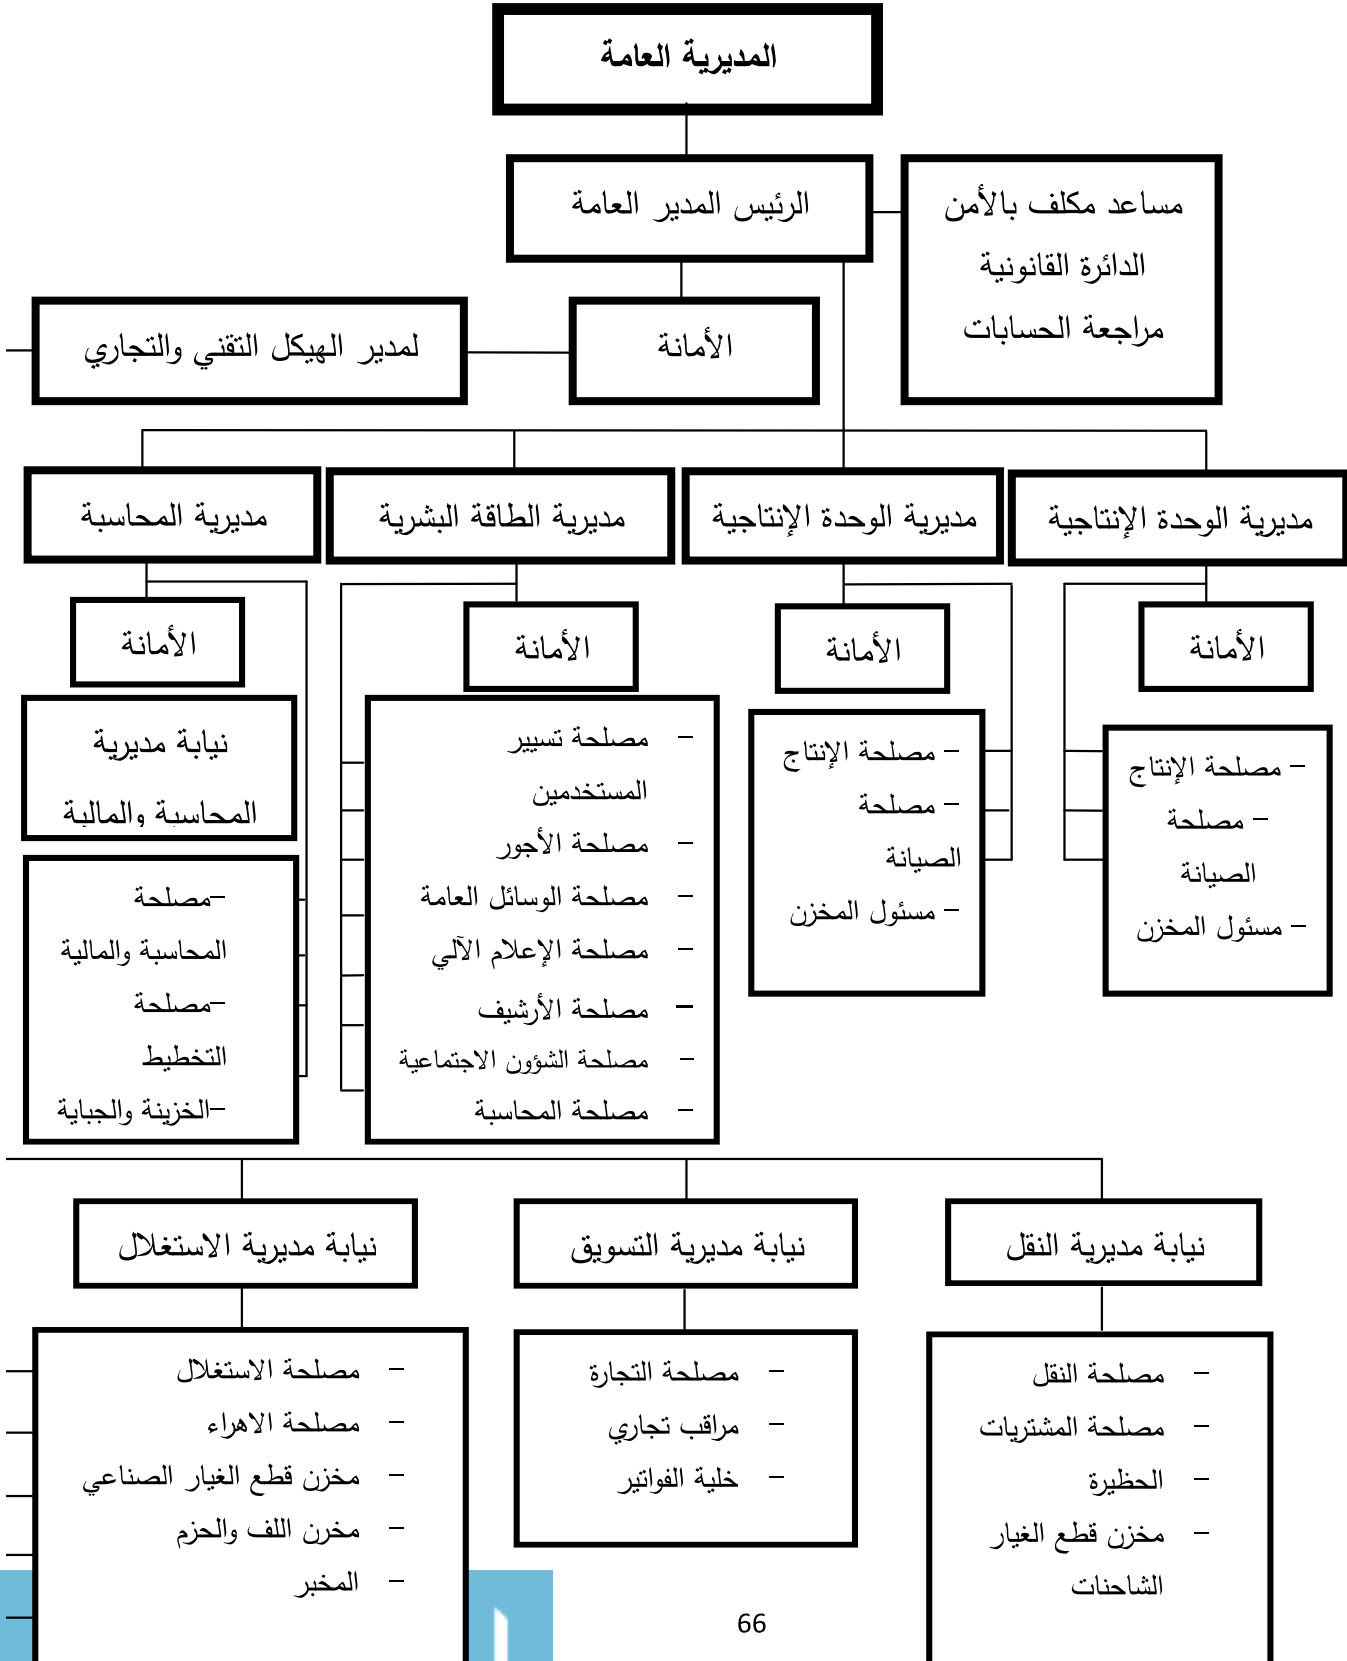 المديرية العامة
الرئيس المدير العامة
مساعد مكلف بالأمن
الدائرة القانونية
مراجعة الحسابات
الأمانة
لمدير الهيكل التقني والتجاري
مديرية الوحدة الإنتاجية
مديرية الوحدة الإنتاجية
مديرية الطاقة البشرية
مديرية المحاسبة
الأمانة
الأمانة
الأمانة
الأمانة
– مصلحة الإنتاج
– مصلحة
الصيانة
– مسئول المخزن
– مصلحة الإنتاج
– مصلحة
الصيانة
– مسئول المخزن
– مصلحة تسيير
المستخدمين
– مصلحة الأجور
– مصلحة الوسائل العامة
– مصلحة الإعلام الآلي
– مصلحة الأرشيف
– مصلحة الشؤون الاجتماعية
– مصلحة المحاسبة
نيابة مديرية
المحاسبة والمالية
–مصلحة
المحاسبة والمالية
–مصلحة
التخطيط
–الخزينة والجباية
نيابة مديرية النقل
نيابة مديرية التسويق
نيابة مديرية الاستغلال
– مصلحة النقل
– مصلحة المشتريات
– الحظيرة
– مخزن قطع الغيار
الشاحنات
– مصلحة التجارة
– مراقب تجاري
– خلية الفواتير
– مصلحة الاستغلال
– مصلحة الاهراء
– مخزن قطع الغيار الصناعي
– مخرن اللف والحزم
– المخبر
66